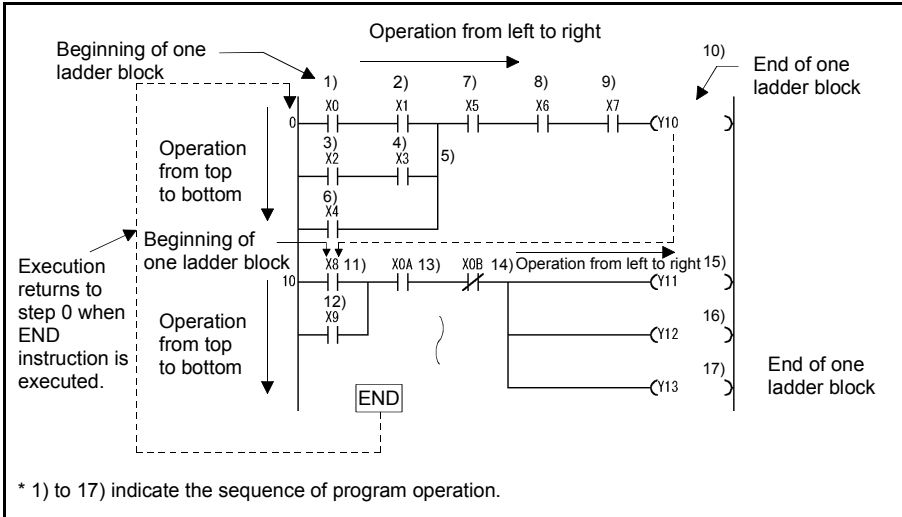 Operation from left to right
Beginning of one
ladder block
10)
End of one
ladder block
1)
2)
7)
8)
9)
X0
X1
X5
X6
X7
0
Y10
Operation
from top
to bottom
3)
X2
4)
X3
5)
6)
X4
Beginning of
one ladder block
Execution
returns to
step 0 when
END
instruction is
executed.
10
X8
11)
X0A
13)
X0B
14)
Operation from left to right
15)
Y11
12)
X9
Operation
from top
to bottom
16)
Y12
17)
Y13
End of one
ladder block
END
* 1) to 17) indicate the sequence of program operation.